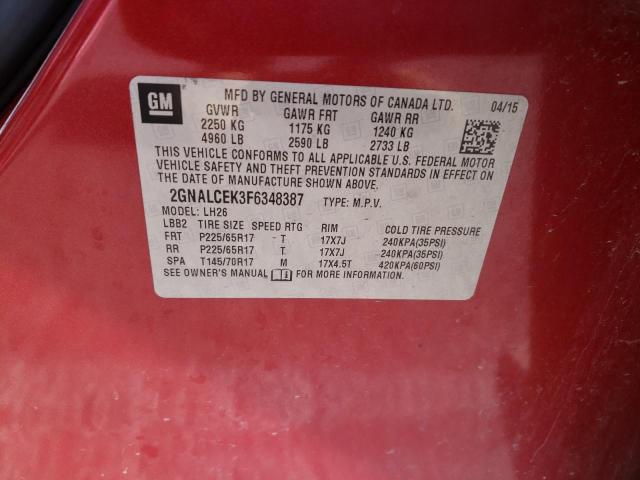 GM
MFD BY GENERAL MOTORS OF CANADA LTD. 04/15
GVWR GAWR FRT GAWR RR
2250 KG 1175 KG 1240 KG
4960 LB 2590 LB 2733 LB
THIS VEHICLE CONFORMS TO ALL APPLICABLE U.S. FEDERAL MOTOR
VEHICLE SAFETY AND THEFT PREVENTION STANDARDS IN EFFECT ON
THE DATE OF MANUFACTURE SHOWN ABOVE.
2GNALCEK3F6348387 TYPE: M.P.V.
MODEL: LH26
LBB2 TIRE SIZE SPEED RTG RIM COLD TIRE PRESSURE
FRT P225/65R17 T 17X7J 240KPA(35PSI)
RR P225/65R17 T 17X7J 240KPA(35PSI)
SPA T145/70R17 M 17X4.5T 420KPA(60PSI)
SEE OWNER'S MANUAL FOR MORE INFORMATION.